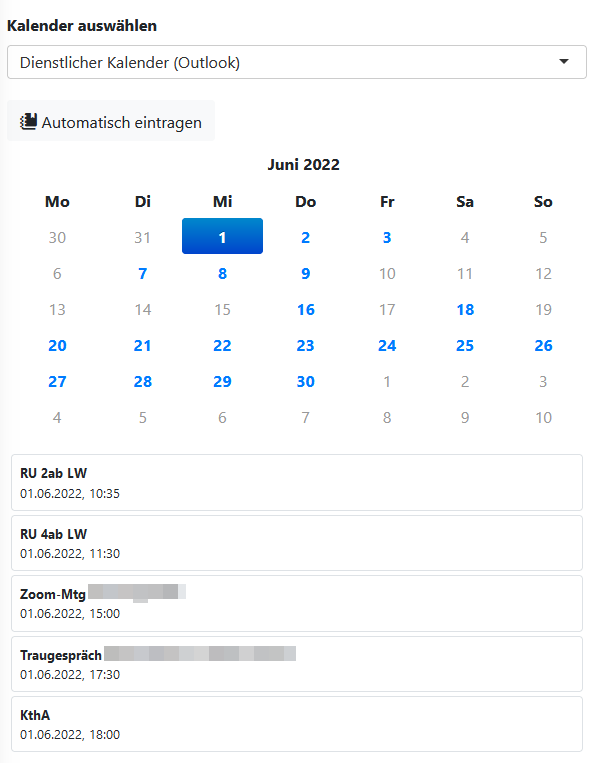 Kalender auswählen
Dienstlicher Kalender (Outlook)
Automatisch eintragen
Juni 2022
Mo Di Mi Do Fr Sa So
30 31 1 2 3 4 5
6 7 8 9 10 11 12
13 14 15 16 17 18 19
20 21 22 23 24 25 26
27 28 29 30 1 2 3
4 5 6 7 8 9 10
RU 2ab LW
01.06.2022, 10:35
RU 4ab LW
01.06.2022, 11:30
Zoom-Mtg
01.06.2022, 15:00
Traugespräch
01.06.2022, 17:30
KthA
01.06.2022, 18:00